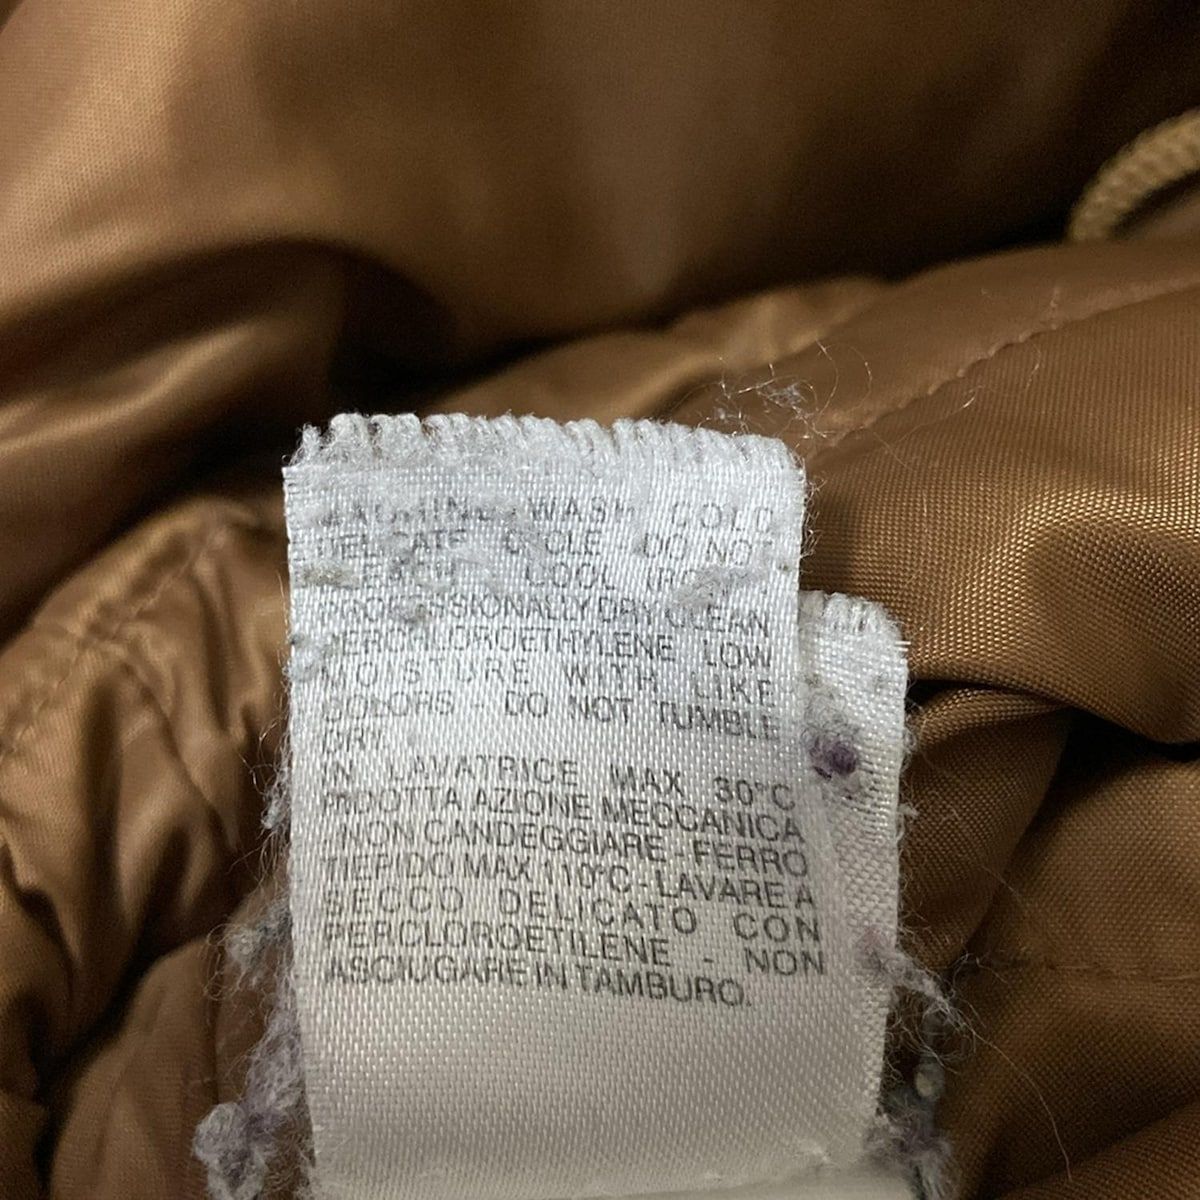 MACHINE WASH COLD
DELICATE CYCLE - DO NOT
BLEACH COOL IRON
PROFESSIONALLY DRY CLEAN
PERCHLOROETHYLENE LOW
MOISTURE WITH LIKE
COLORS DO NOT TUMBLE
DRY.
IN LAVATRICE MAX 30°C
RIDOTTA AZIONE MECCANICA
NON CANDEGGIARE - FERRO
TIEPIDO MAX 110°C - LAVARE A
SECCO DELICATO CON
PERCLOROETILENE - NON
ASCIUGARE IN TAMBURO.